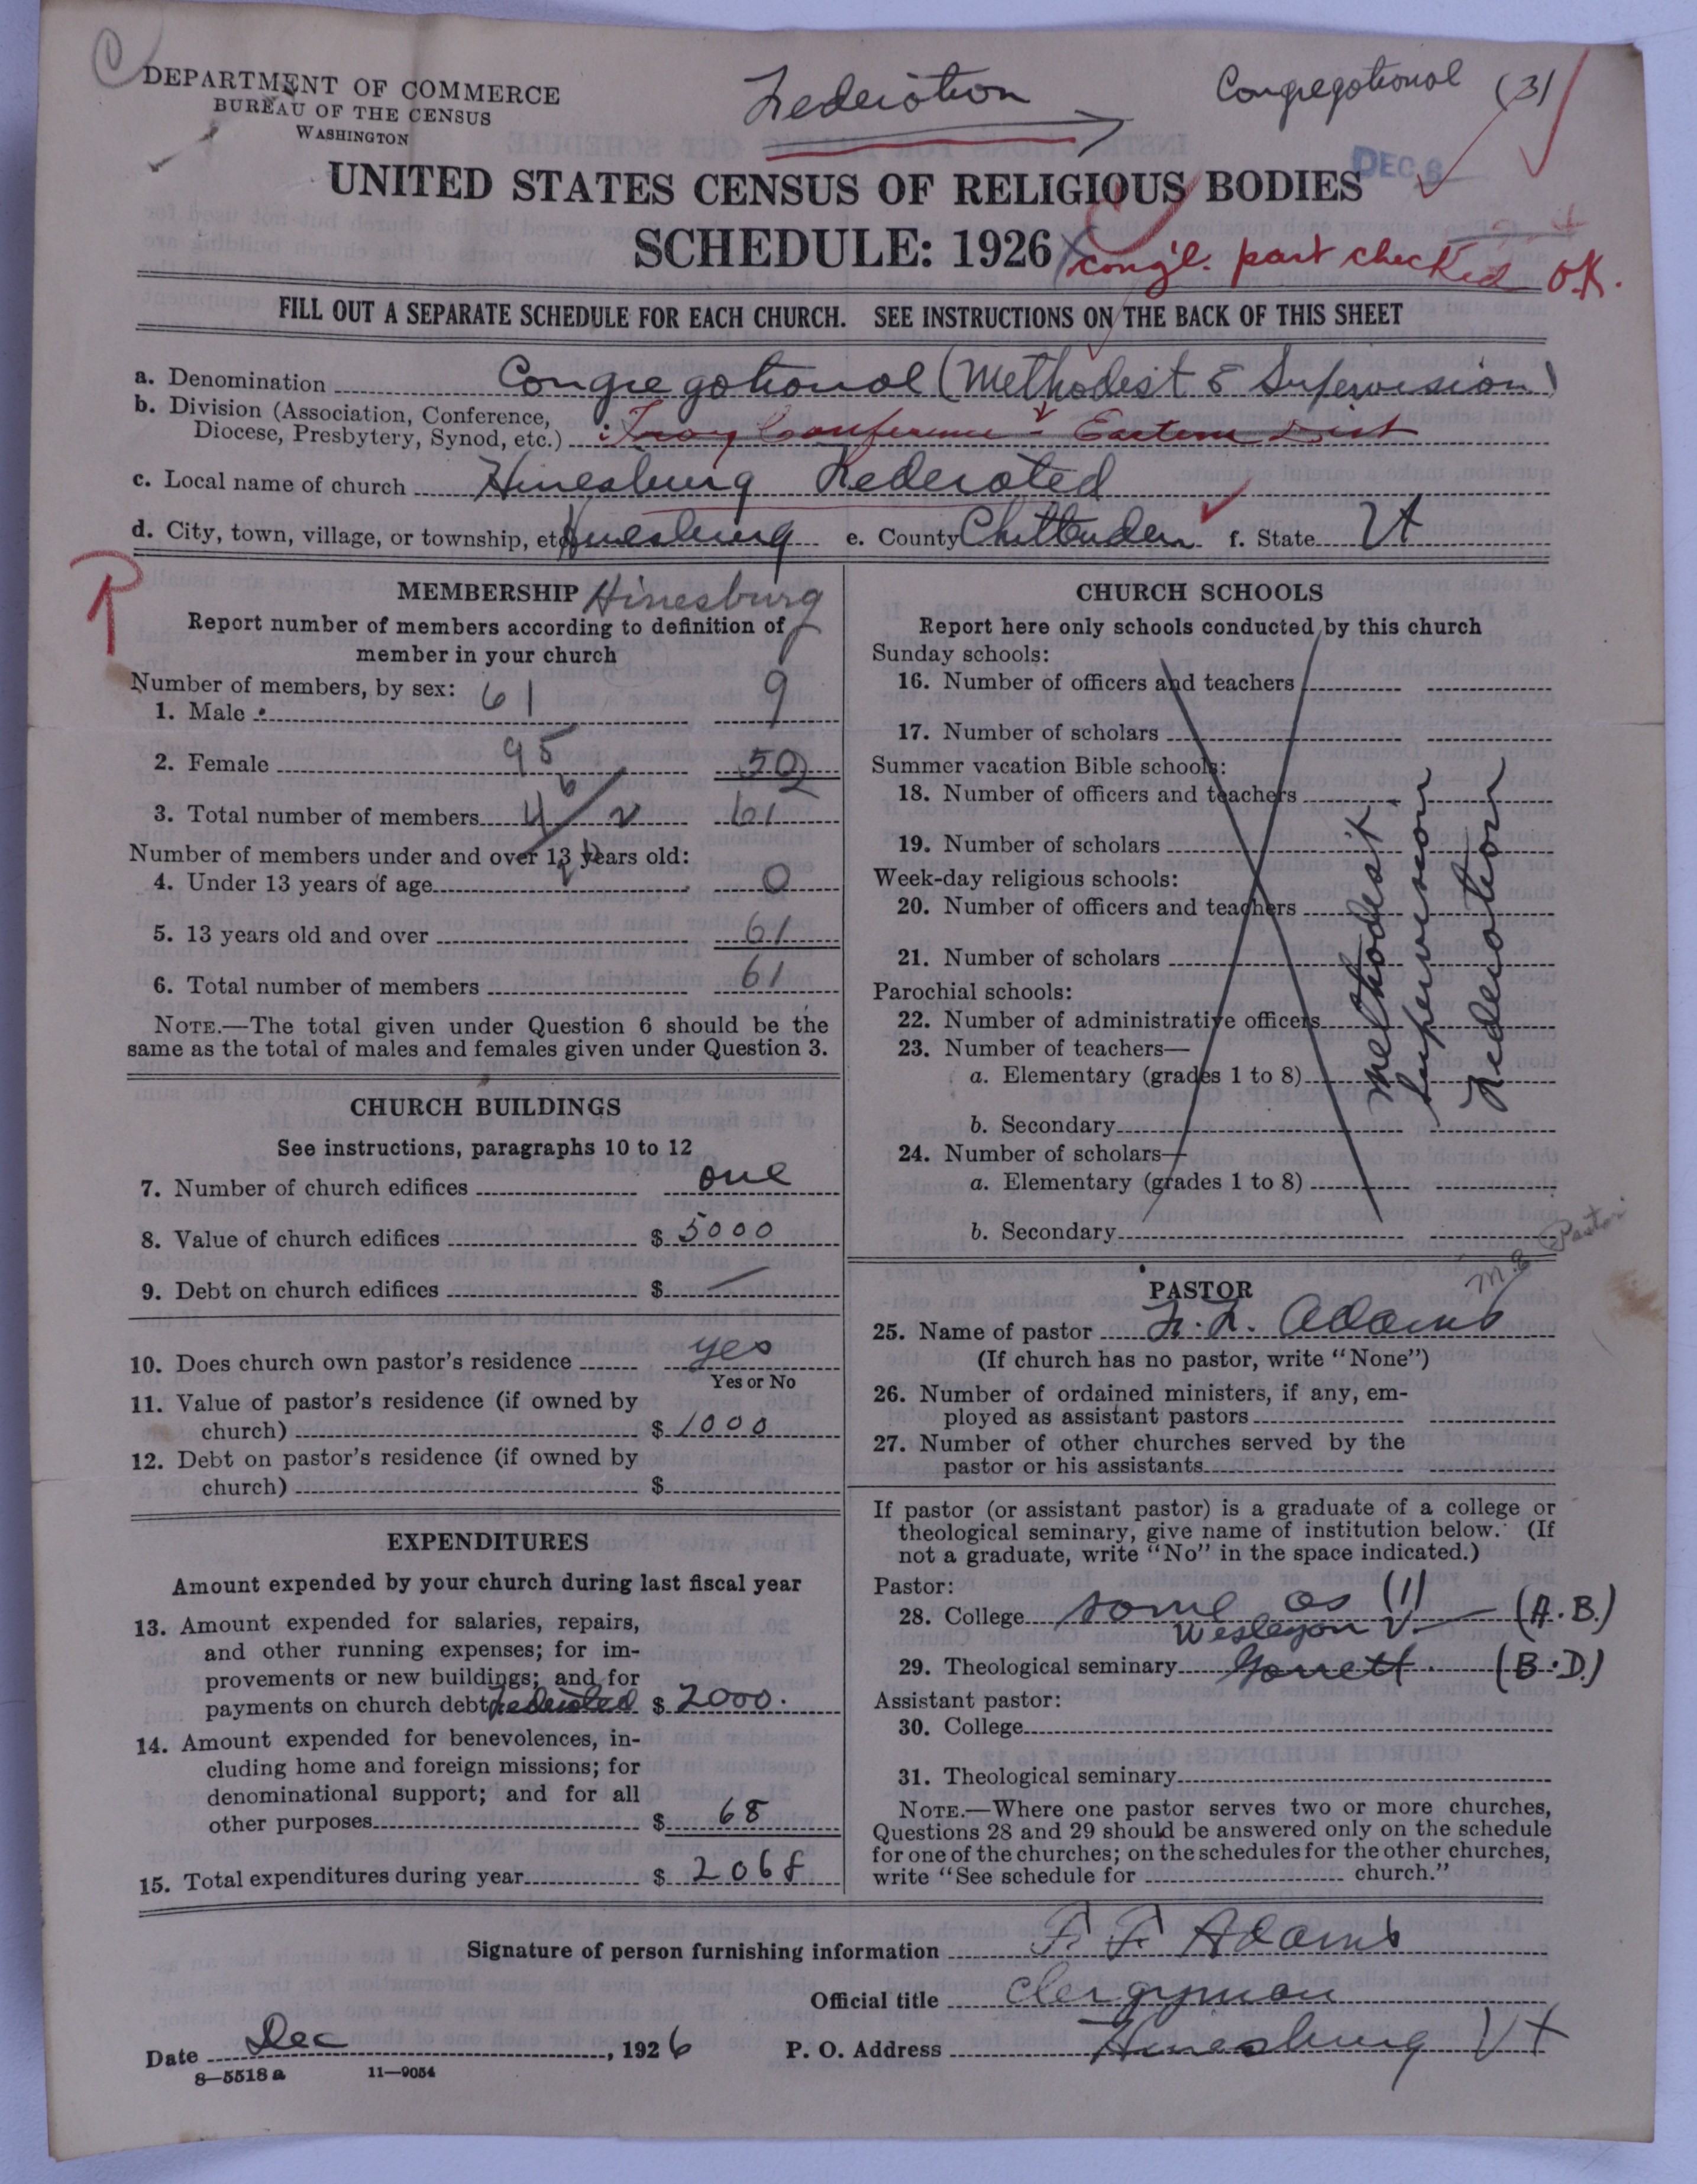 DEPARTMENT OF COMMERCE
BUREAU OF THE CENSUS
WASHINGTON
Federation
Congregational (3)
DEC 6
UNITED STATES CENSUS OF RELIGIOUS BODIES
SCHEDULE: 1926
Cong'l. part checked O.K.
FILL OUT A SEPARATE SCHEDULE FOR EACH CHURCH. SEE INSTRUCTIONS ON THE BACK OF THIS SHEET
a. Denomination Congregational (Methodist Supervision)
b. Division (Association, Conference,
Diocese, Presbytery, Synod, etc.) Troy Conference - Eastern Dist
c. Local name of church Hinesburg Federated
d. City, town, village, or township, etc. Hinesburg e. County Chittenden f. State Vt
R
MEMBERSHIP Hinesburg
Report number of members according to definition of
member in your church
Number of members, by sex: 61
1. Male 9
2. Female 95 52
3. Total number of members 61
Number of members under and over 13 years old:
4. Under 13 years of age 0
5. 13 years old and over 61
6. Total number of members 61
NOTE.—The total given under Question 6 should be the
same as the total of males and females given under Question 3.
CHURCH BUILDINGS
See instructions, paragraphs 10 to 12
7. Number of church edifices one
8. Value of church edifices $ 5000
9. Debt on church edifices $ —
10. Does church own pastor's residence yes
Yes or No
11. Value of pastor's residence (if owned by
church) $ 1000
12. Debt on pastor's residence (if owned by
church) $
EXPENDITURES
Amount expended by your church during last fiscal year
13. Amount expended for salaries, repairs,
and other running expenses; for im-
provements or new buildings; and for
payments on church debt Federated $ 2000.
14. Amount expended for benevolences, in-
cluding home and foreign missions; for
denominational support; and for all
other purposes $ 68
15. Total expenditures during year $ 2068
CHURCH SCHOOLS
Report here only schools conducted by this church
Sunday schools:
16. Number of officers and teachers
17. Number of scholars
Summer vacation Bible schools:
18. Number of officers and teachers
19. Number of scholars
Week-day religious schools:
20. Number of officers and teachers
21. Number of scholars
Parochial schools:
22. Number of administrative officers
23. Number of teachers—
a. Elementary (grades 1 to 8)
b. Secondary
24. Number of scholars—
a. Elementary (grades 1 to 8)
b. Secondary
Methodist
Supervision
Federation
M.E. Pastor
PASTOR
25. Name of pastor F. F. Adams
(If church has no pastor, write "None")
26. Number of ordained ministers, if any, em-
ployed as assistant pastors
27. Number of other churches served by the
pastor or his assistants
If pastor (or assistant pastor) is a graduate of a college or
theological seminary, give name of institution below. (If
not a graduate, write "No" in the space indicated.)
Pastor:
28. College same as (1) (A.B.)
Wesleyan U.
29. Theological seminary Garrett (B.D.)
Assistant pastor:
30. College
31. Theological seminary
NOTE.—Where one pastor serves two or more churches,
Questions 28 and 29 should be answered only on the schedule
for one of the churches; on the schedules for the other churches,
write "See schedule for church."
Signature of person furnishing information F. F. Adams
Official title clergyman
Date Dec, 1926 P. O. Address Hinesburg Vt
8—5518 a 11—9054